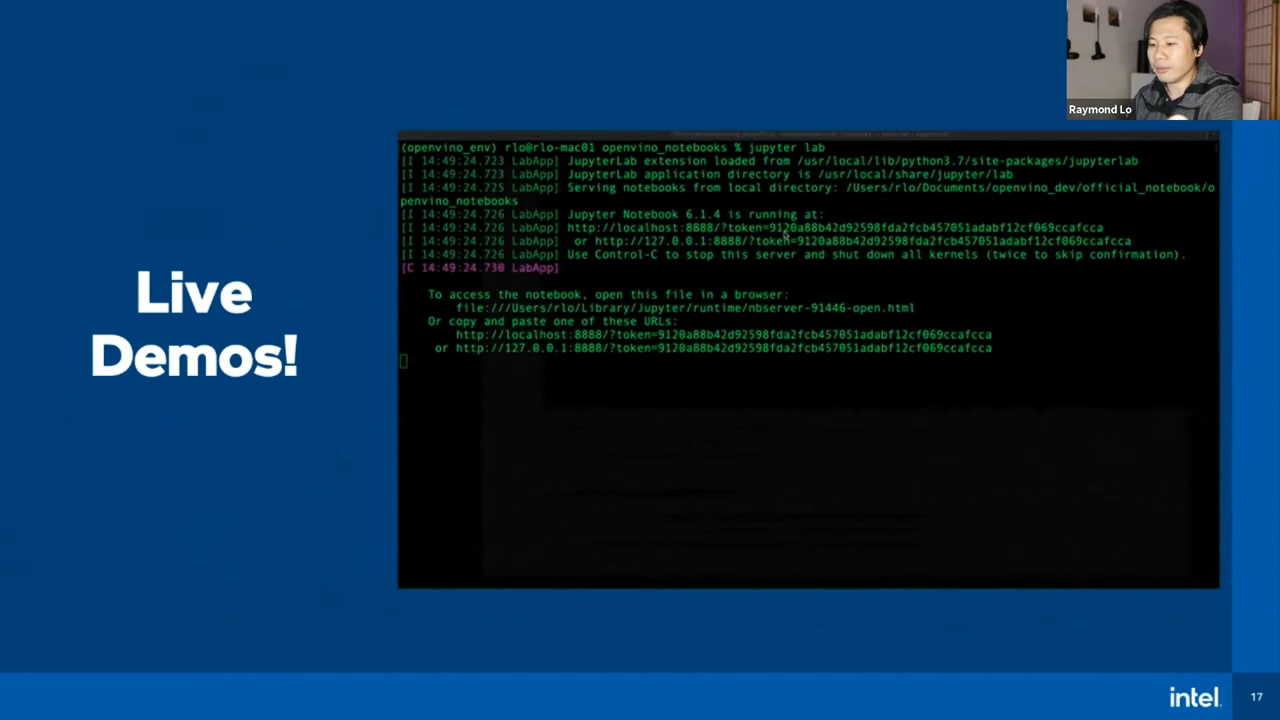 Raymond Lo
Live
Demos!
(openvino_env) rlo@rlo-mac01 openvino_notebooks % jupyter lab
[I 14:49:24.723 LabApp] JupyterLab extension loaded from /usr/local/lib/python3.7/site-packages/jupyterlab
[I 14:49:24.724 LabApp] JupyterLab application directory is /usr/local/share/jupyter/lab
[I 14:49:24.725 LabApp] Serving notebooks from local directory: /Users/rlo/Documents/openvino_dev/official_notebook/o
penvino_notebooks
[I 14:49:24.726 LabApp] Jupyter Notebook 6.1.4 is running at:
[I 14:49:24.726 LabApp] http://localhost:8888/?token=9120a88b42d92598fda2fcb457051adabf12cf069ccafcca
[I 14:49:24.726 LabApp]  or http://127.0.0.1:8888/?token=9120a88b42d92598fda2fcb457051adabf12cf069ccafcca
[I 14:49:24.726 LabApp] Use Control-C to stop this server and shut down all kernels (twice to skip confirmation).
[C 14:49:24.730 LabApp]
To access the notebook, open this file in a browser:
file:///Users/rlo/Library/Jupyter/runtime/nbserver-91446-open.html
Or copy and paste one of these URLs:
http://localhost:8888/?token=9120a88b42d92598fda2fcb457051adabf12cf069ccafcca
or http://127.0.0.1:8888/?token=9120a88b42d92598fda2fcb457051adabf12cf069ccafcca
intel.
17